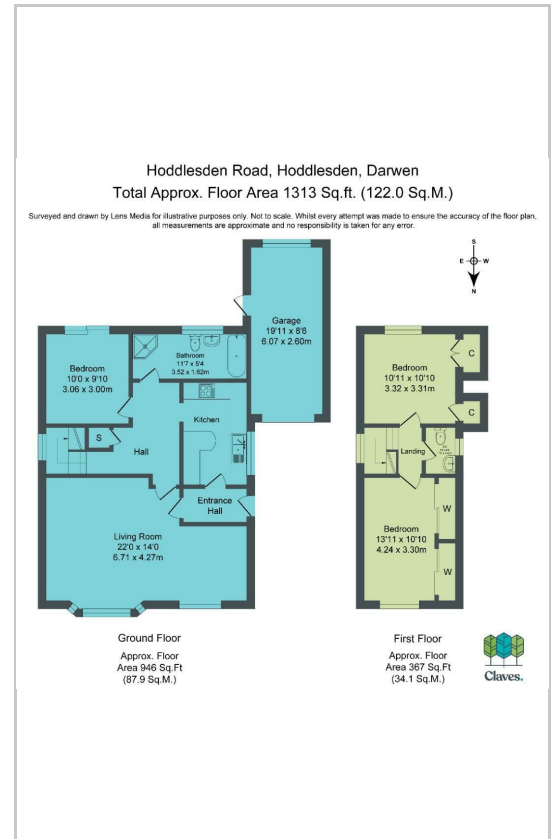 Hoddlesden Road, Hoddlesden, Darwen
Total Approx. Floor Area 1313 Sq.ft. (122.0 Sq.M.)
Surveyed and drawn by Lens Media for illustrative purposes only. Not to scale. Whilst every attempt was made to ensure the accuracy of the floor plan,
all measurements are approximate and no responsibility is taken for any error.
S
E W
N
Garage
19'11 x 8'6
6.07 x 2.60m
Bedroom
10'0 x 9'10
3.06 x 3.00m
Bathroom
11'7 x 5'4
3.52 x 1.62m
Kitchen
S
Hall
Entrance
Hall
Living Room
22'0 x 14'0
6.71 x 4.27m
Bedroom
10'11 x 10'10
3.32 x 3.31m
C
C
Landing
Bedroom
13'11 x 10'10
4.24 x 3.30m
W
W
Ground Floor
Approx. Floor
Area 946 Sq.Ft
(87.9 Sq.M.)
First Floor
Approx. Floor
Area 367 Sq.Ft
(34.1 Sq.M.)
Claves.